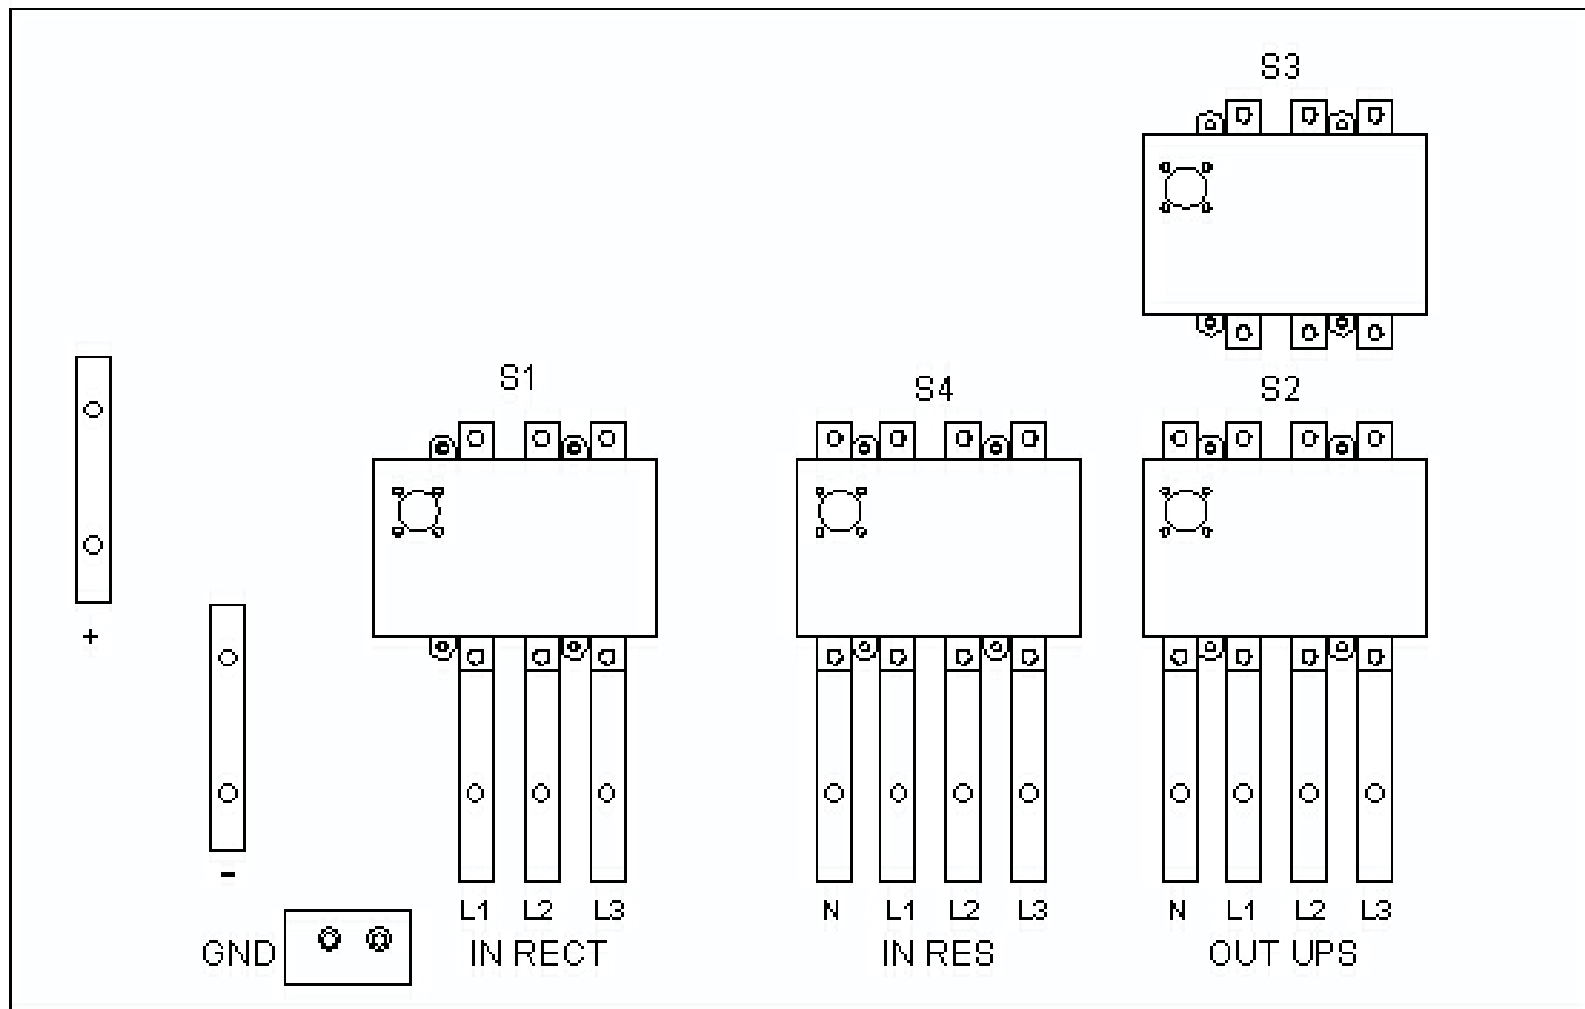 S3
S1
S4
S2
+
-
L1 L2 L3
N L1 L2 L3
N L1 L2 L3
GND
IN RECT
IN RES
OUT UPS